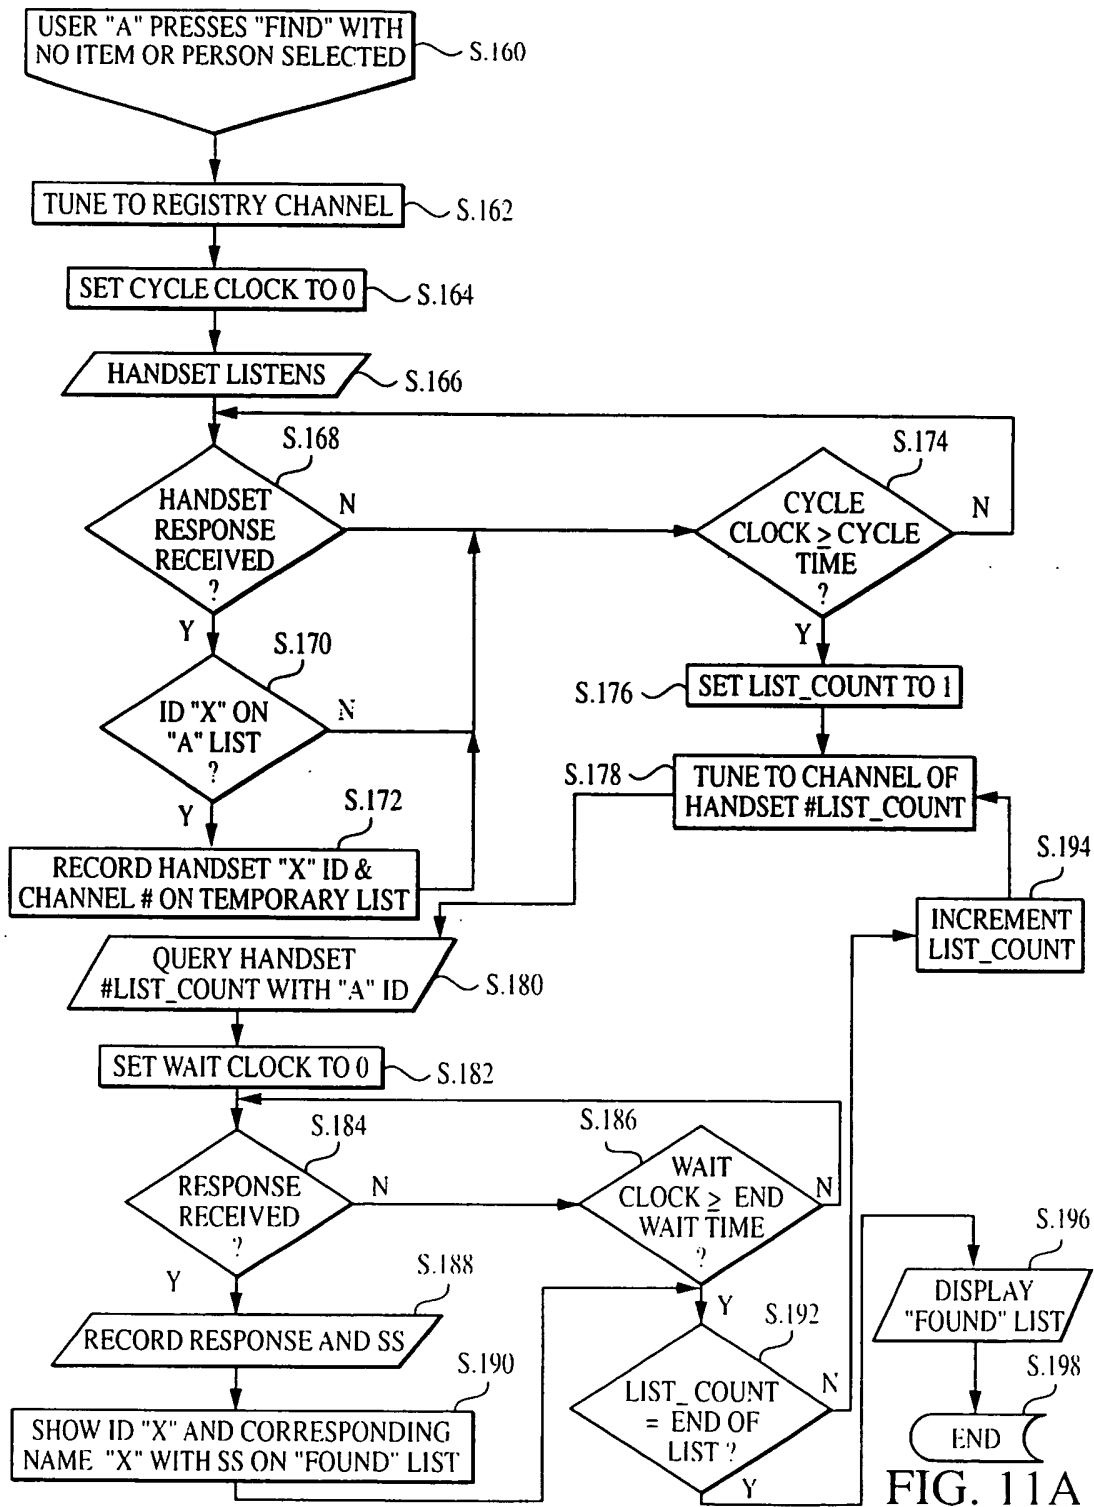 USER "A" PRESSES "FIND" WITH
NO ITEM OR PERSON SELECTED
S.160
TUNE TO REGISTRY CHANNEL
S.162
SET CYCLE CLOCK TO 0
S.164
HANDSET LISTENS
S.166
S.168
HANDSET
RESPONSE
RECEIVED
?
N
Y
S.174
CYCLE
CLOCK ≥ CYCLE
TIME
?
N
Y
S.170
ID "X" ON
"A" LIST
?
N
Y
S.176
SET LIST_COUNT TO 1
S.178
TUNE TO CHANNEL OF
HANDSET #LIST_COUNT
S.172
RECORD HANDSET "X" ID &
CHANNEL # ON TEMPORARY LIST
S.194
INCREMENT
LIST_COUNT
QUERY HANDSET
#LIST_COUNT WITH "A" ID
S.180
SET WAIT CLOCK TO 0
S.182
S.184
RESPONSE
RECEIVED
?
N
Y
S.186
WAIT
CLOCK ≥ END
WAIT TIME
?
N
Y
S.188
RECORD RESPONSE AND SS
S.190
SHOW ID "X" AND CORRESPONDING
NAME "X" WITH SS ON "FOUND" LIST
S.192
LIST_COUNT
= END OF
LIST ?
N
Y
S.196
DISPLAY
"FOUND" LIST
S.198
END
FIG. 11A